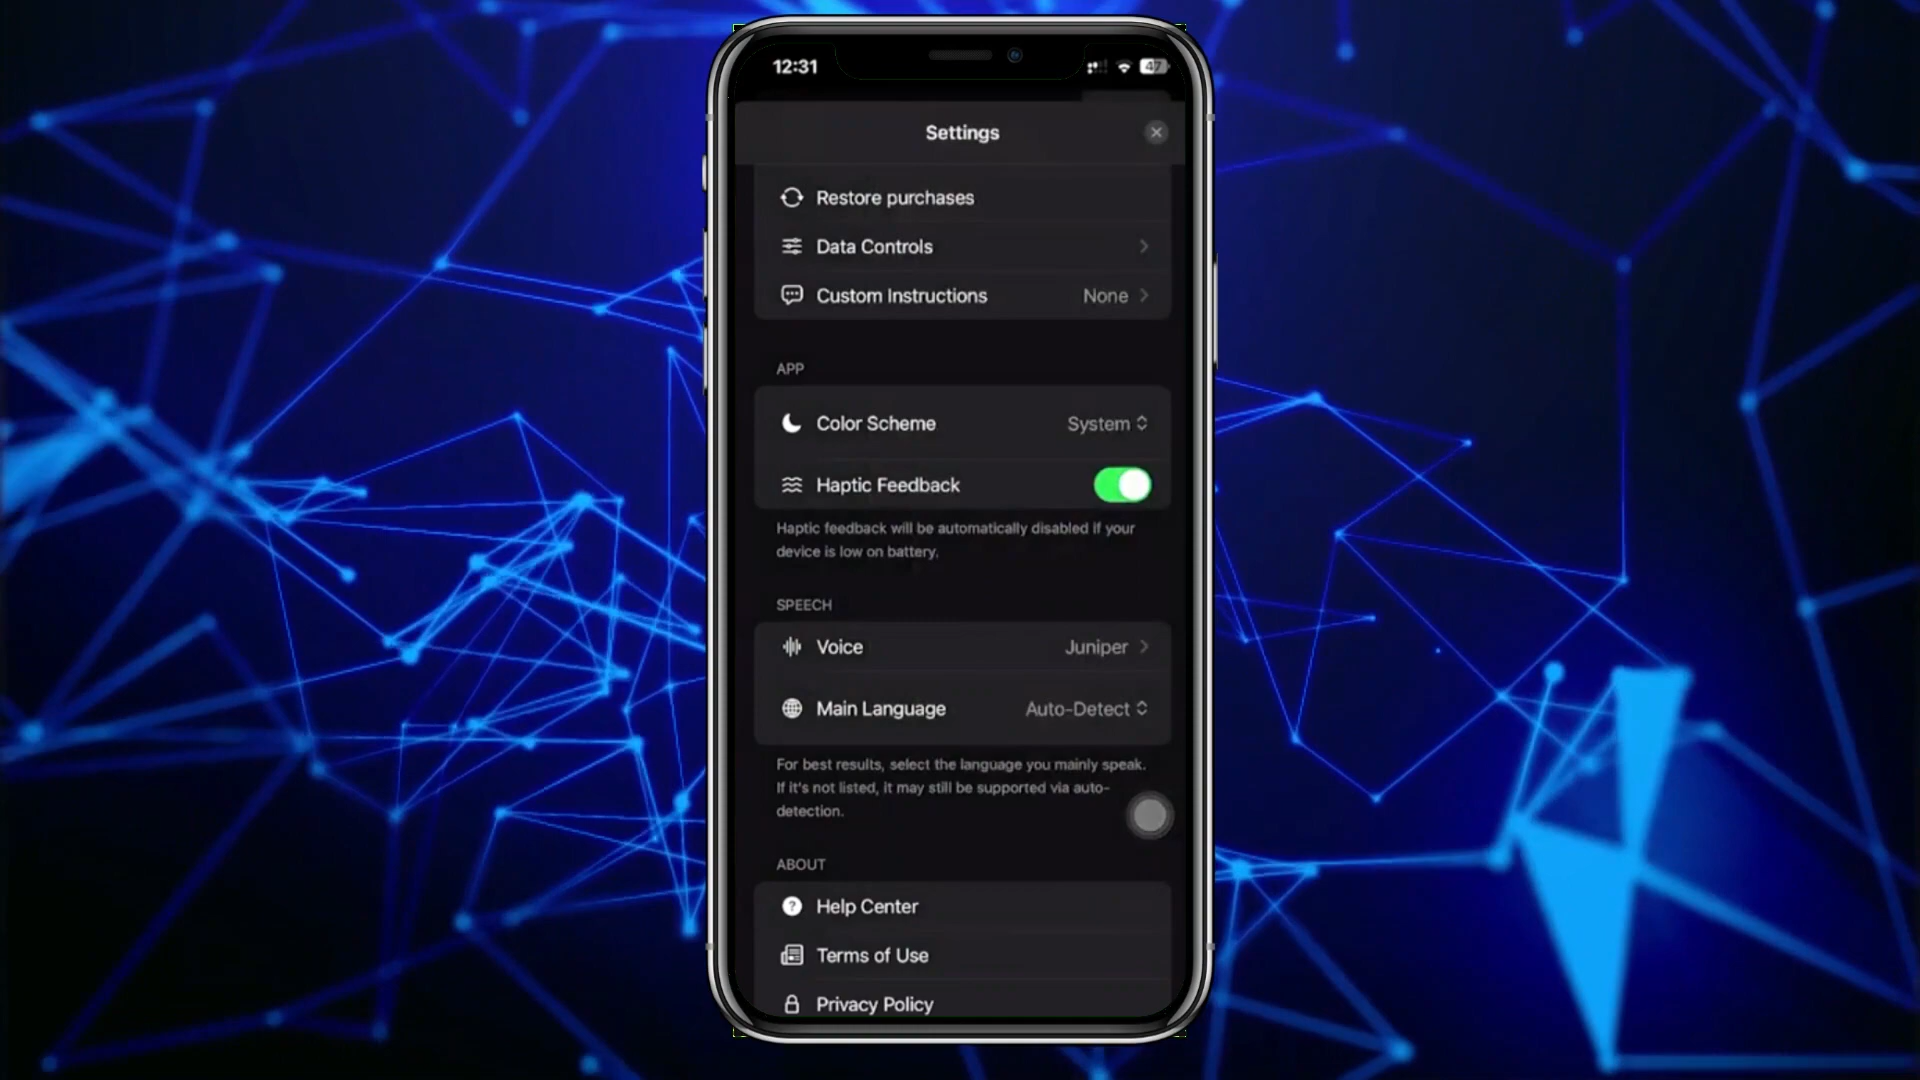 12:31
47
Settings
Restore purchases
Data Controls
Custom Instructions None
APP
Color Scheme System
Haptic Feedback
Haptic feedback will be automatically disabled if your
device is low on battery.
SPEECH
Voice Juniper
Main Language Auto-Detect
For best results, select the language you mainly speak.
If it's not listed, it may still be supported via auto-
detection.
ABOUT
Help Center
Terms of Use
Privacy Policy